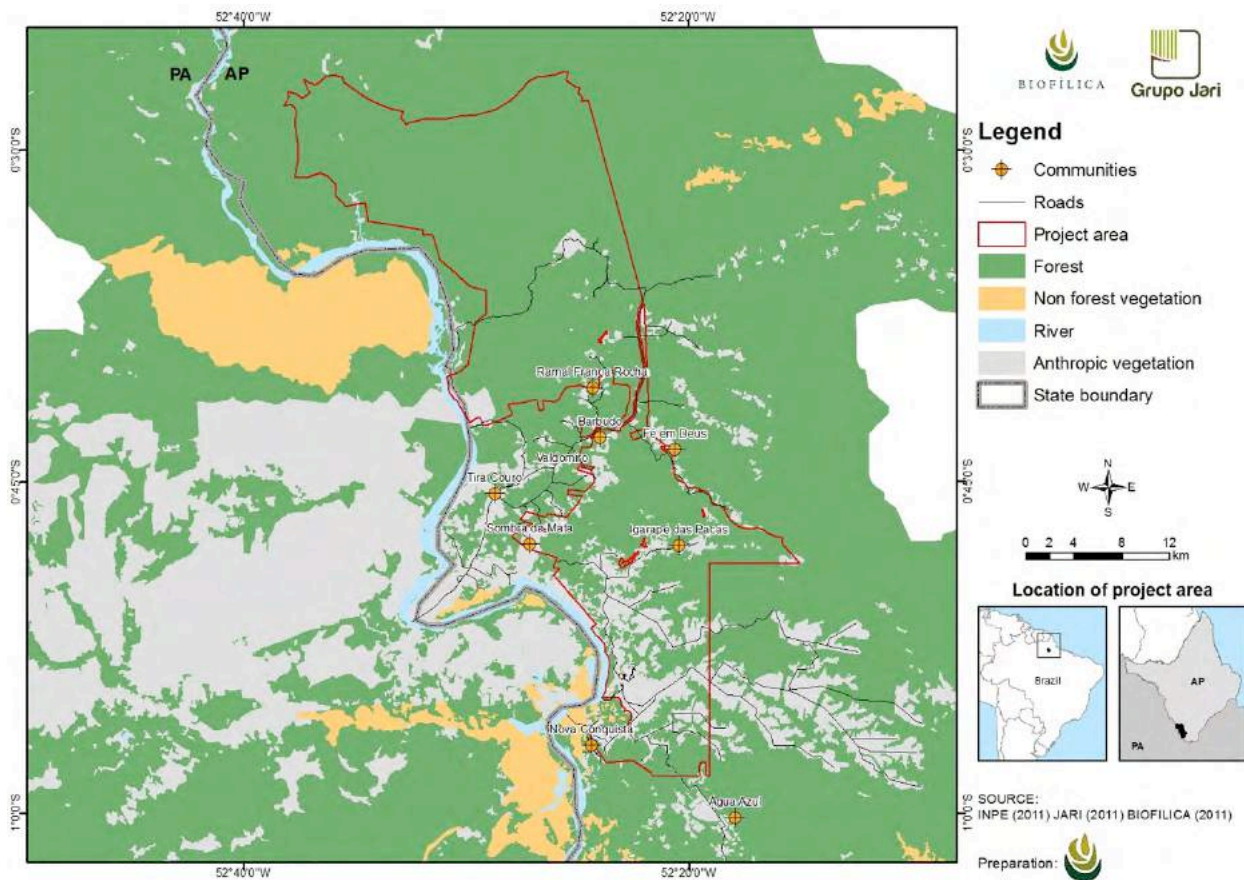 52°40'0"W
52°20'0"W
PA
AP
0°30'0"S
0°30'0"S
Ramal França Rocha
Barbudo
Fé em Deus
Valdomiro
Tira Couro
0°45'0"S
0°45'0"S
Sombra da Mata
Igarapé das Pacas
Nova Conquista
Água Azul
1°0'0"S
1°0'0"S
52°40'0"W
52°20'0"W
BIOFÍLICA
Grupo Jari
Legend
Communities
Roads
Project area
Forest
Non forest vegetation
River
Anthropic vegetation
State boundary
N
W
E
S
0 2 4 8 12
km
Location of project area
Brazil
AP
PA
SOURCE:
INPE (2011) JARI (2011) BIOFILICA (2011)
Preparation: